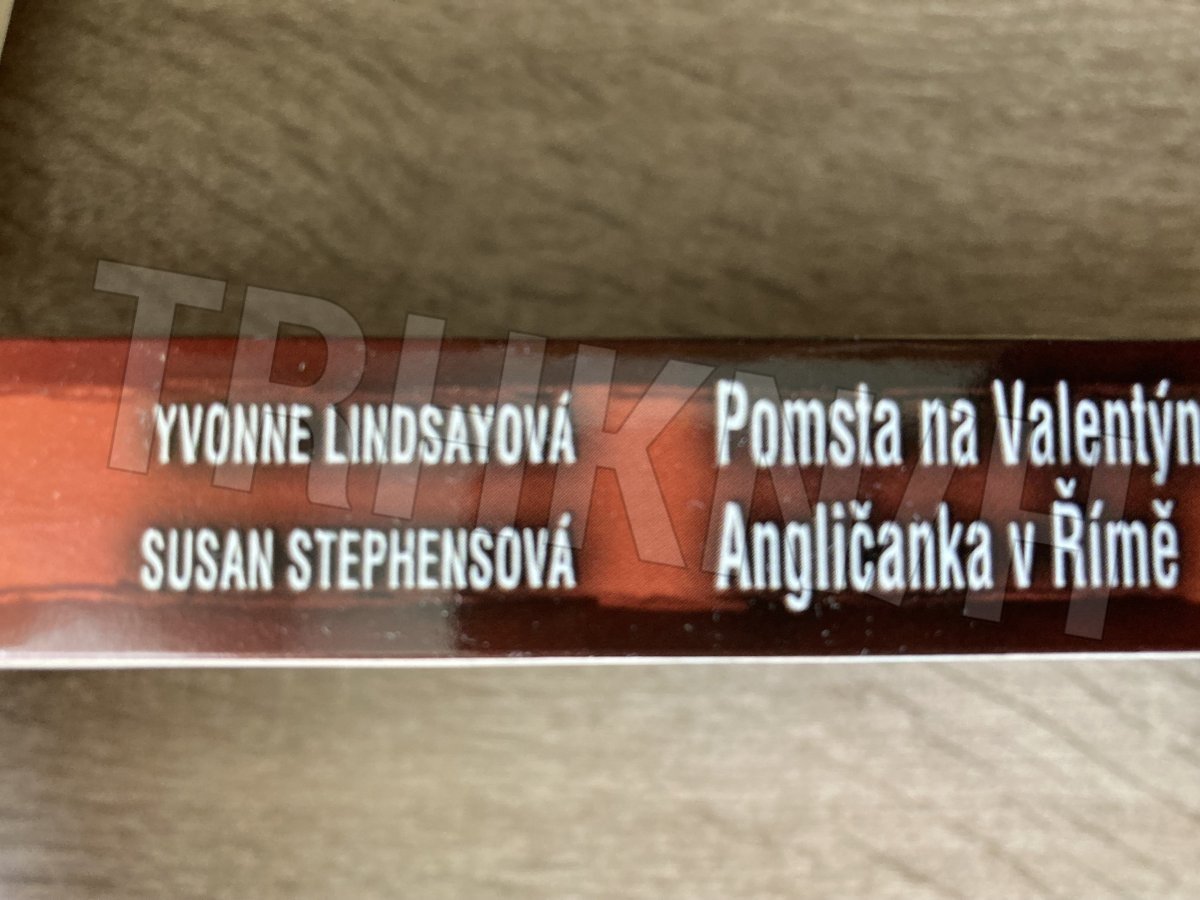 YVONNE LINDSAYOVÁ Pomsta na Valentýn
SUSAN STEPHENSOVÁ Angličanka v Římě